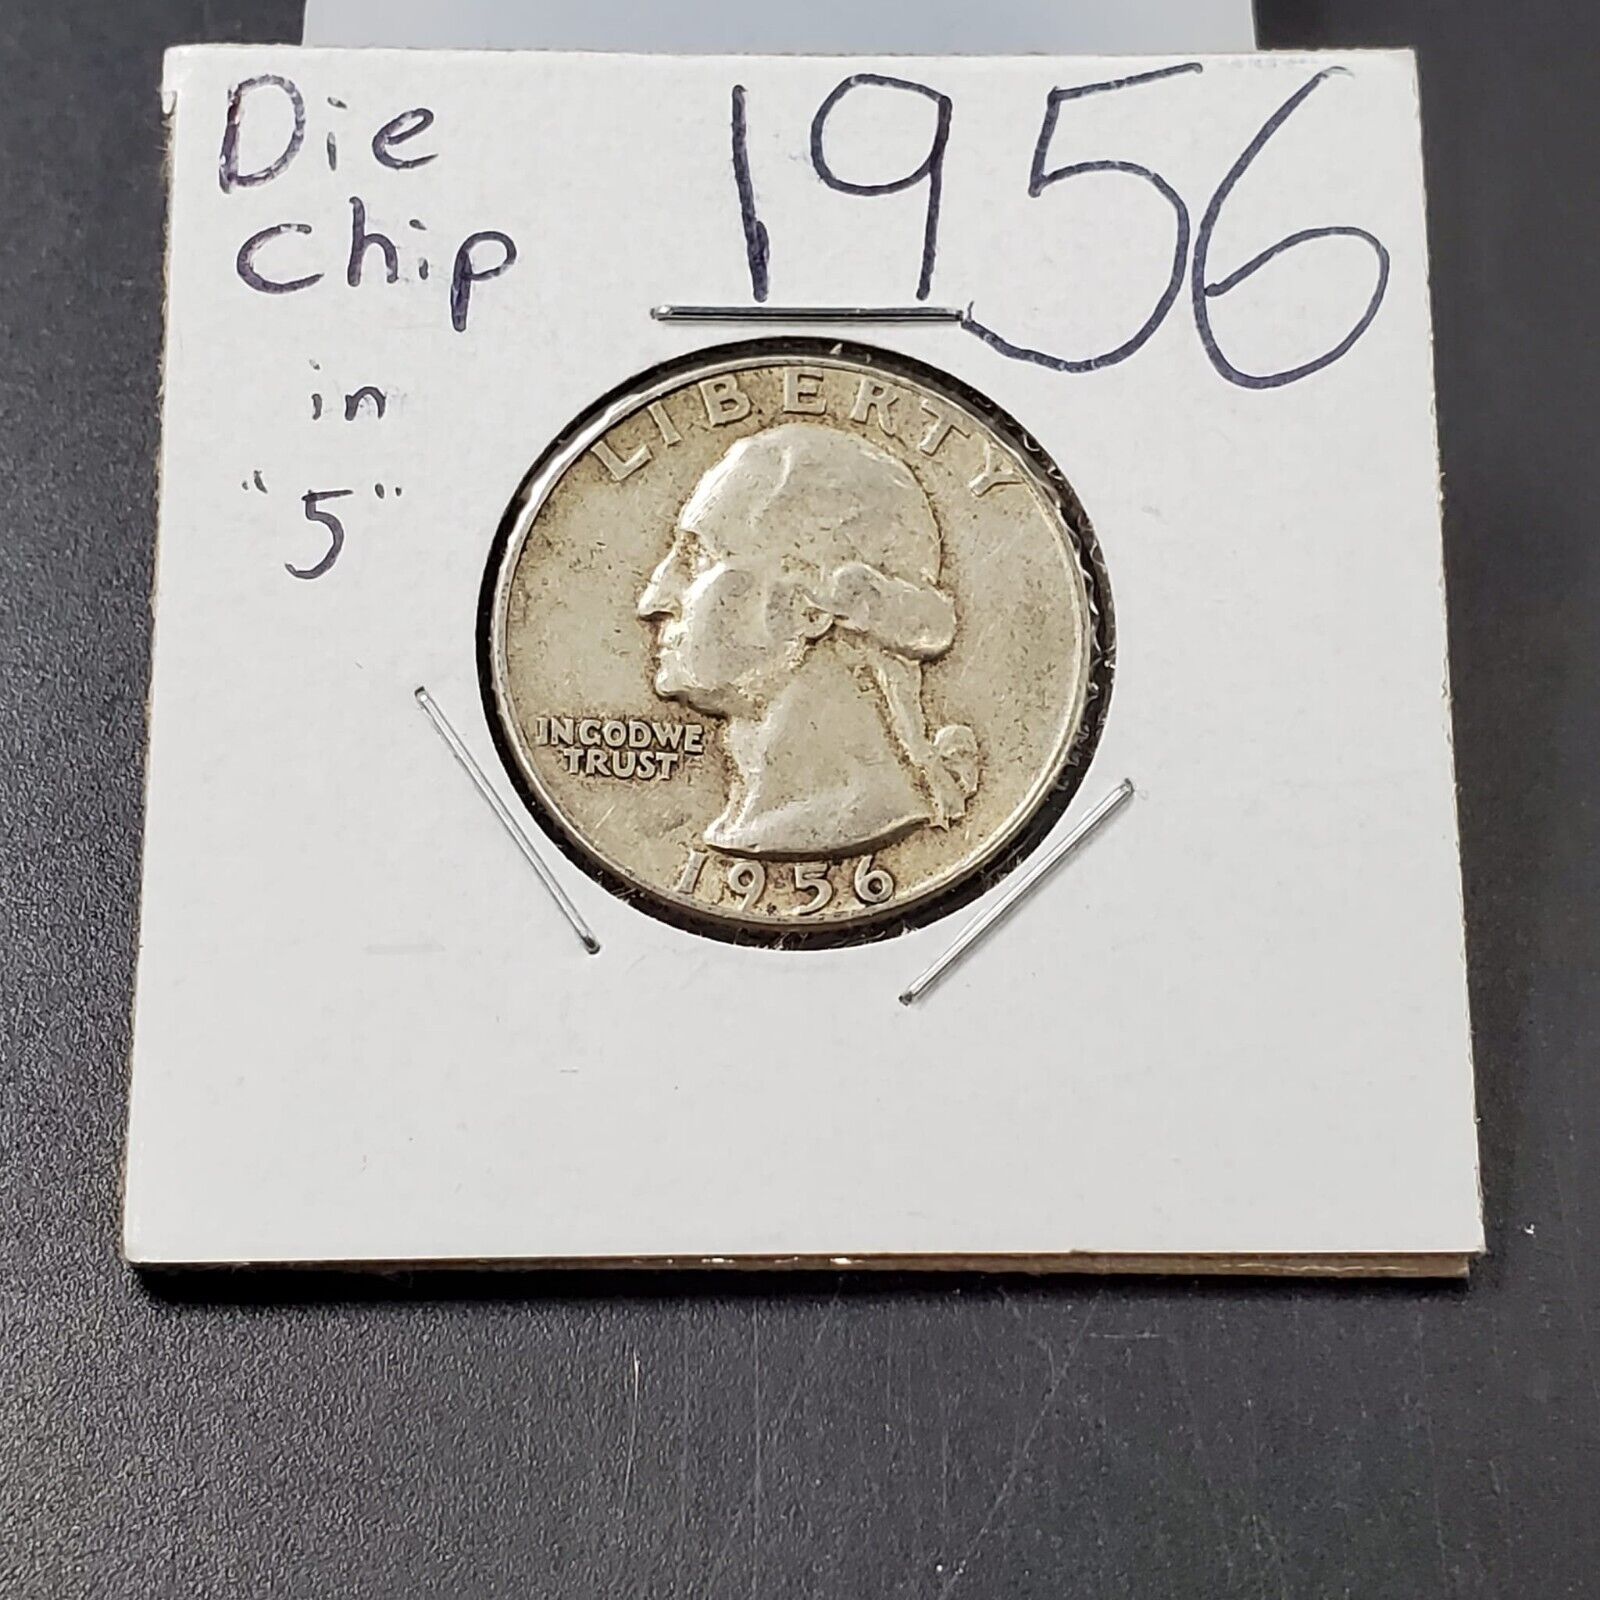 Die
chip
in
"5"
1956
LIBERTY
IN GOD WE
TRUST
1956